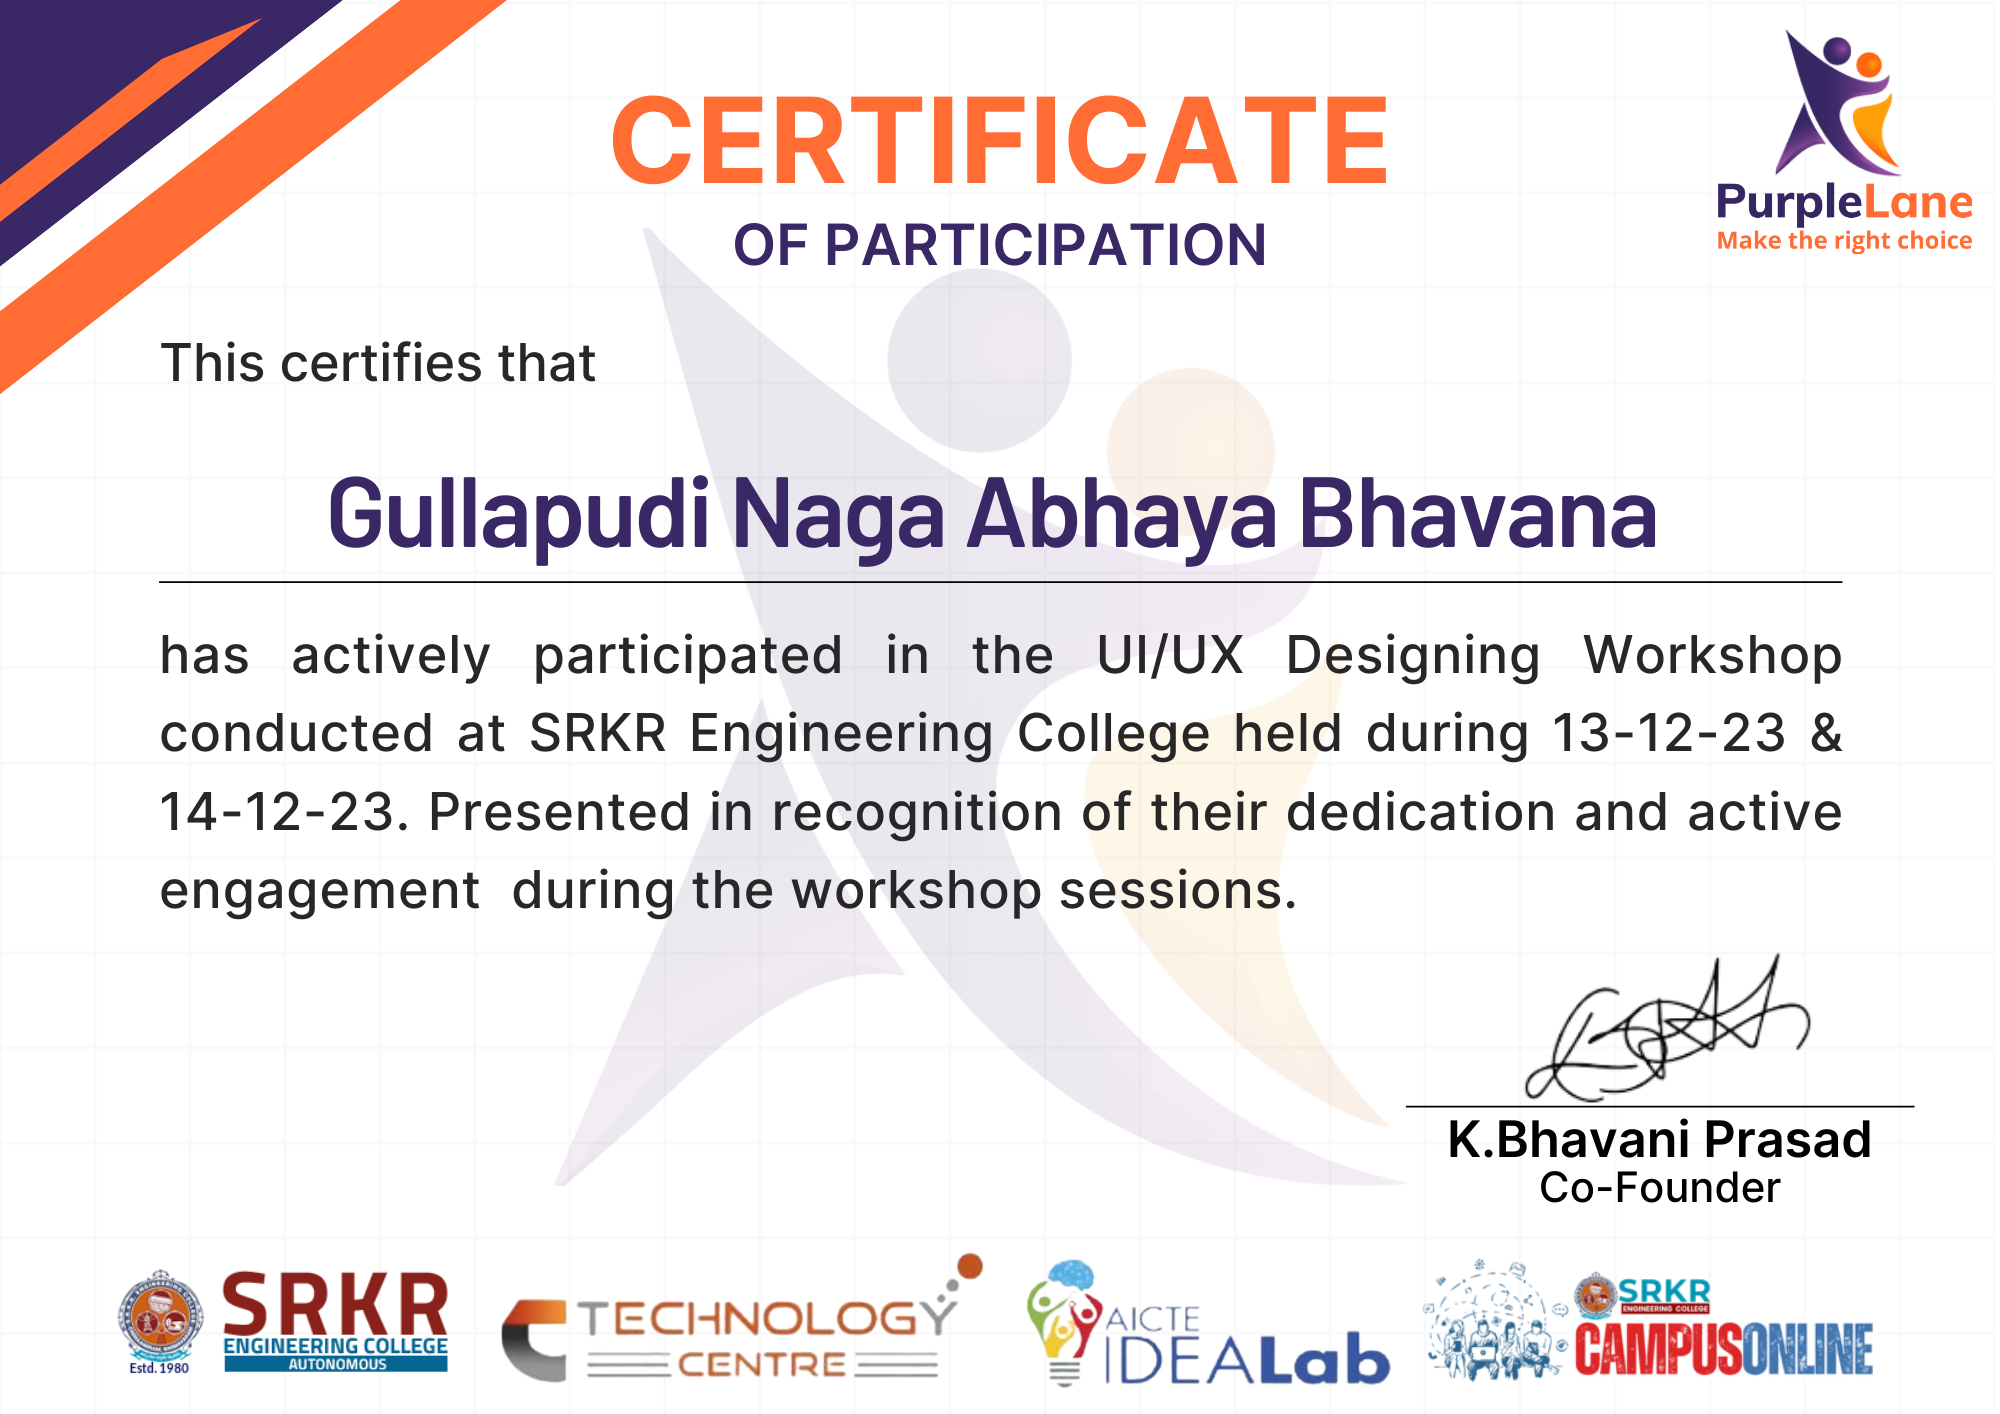 CERTIFICATE
OF PARTICIPATION
PurpleLane
Make the right choice
This certifies that
Gullapudi Naga Abhaya Bhavana
has actively participated in the UI/UX Designing Workshop
conducted at SRKR Engineering College held during 13-12-23 &
14-12-23. Presented in recognition of their dedication and active
engagement during the workshop sessions.
K.Bhavani Prasad
Co-Founder
Estd. 1980
SRKR
ENGINEERING COLLEGE
AUTONOMOUS
TECHNOLOGY
CENTRE
AICTE
IDEALab
SRKR
ENGINEERING COLLEGE
CAMPUSONLINE